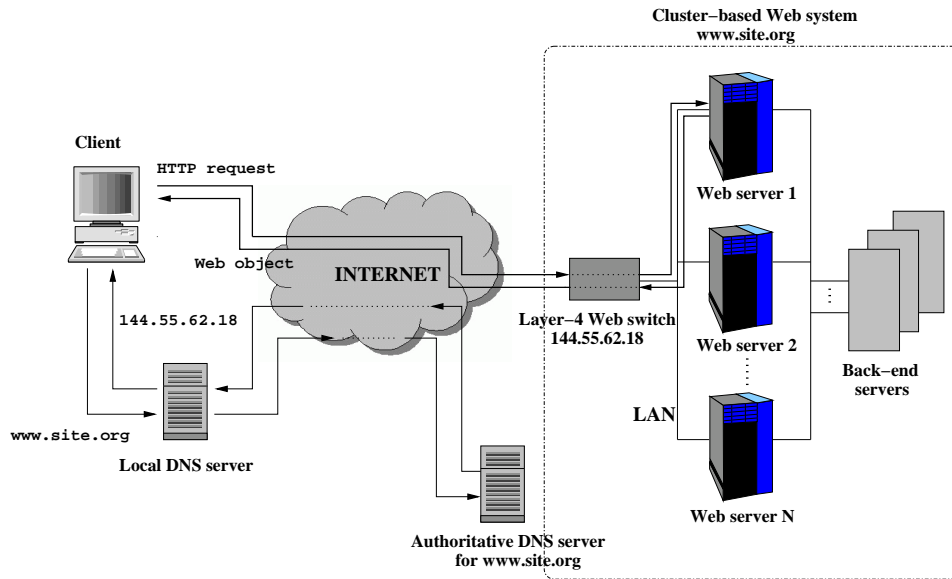 Cluster−based Web system
www.site.org
Client
HTTP request
Web server 1
Web object
INTERNET
Layer−4 Web switch
144.55.62.18
144.55.62.18
Web server 2
Back−end
servers
www.site.org
LAN
Local DNS server
Web server N
Authoritative DNS server
for www.site.org